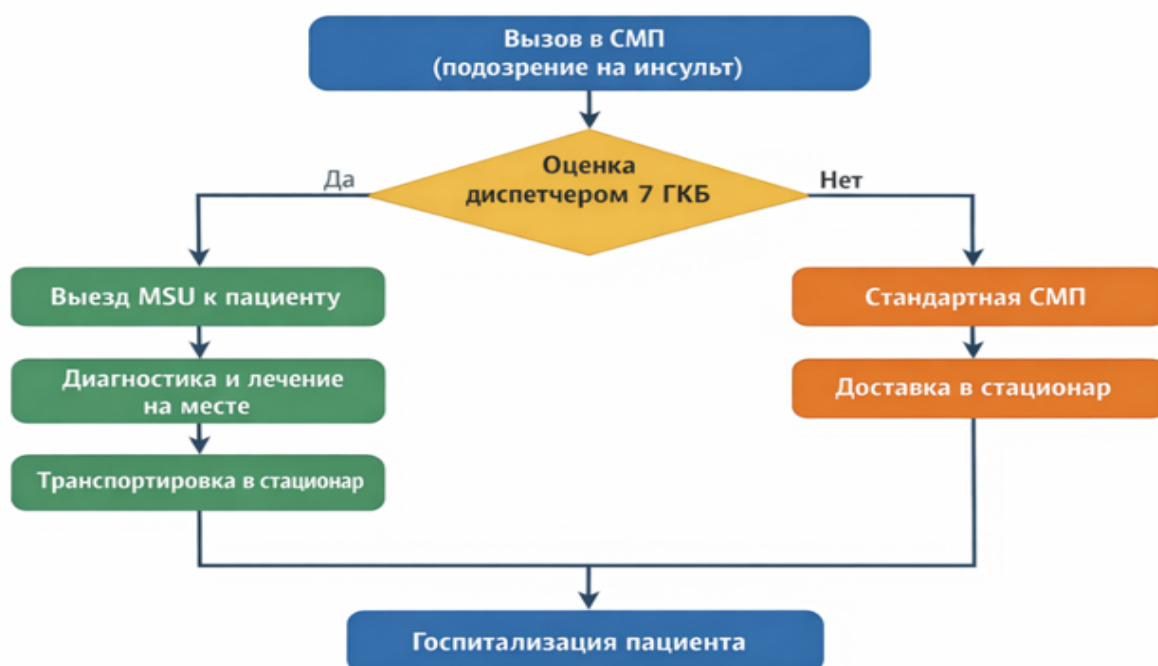 Вызов в СМП
(подозрение на инсульт)
Оценка
диспетчером 7 ГКБ
Да
Нет
Выезд MSU к пациенту
Диагностика и лечение
на месте
Транспортировка в стационар
Стандартная СМП
Доставка в стационар
Госпитализация пациента